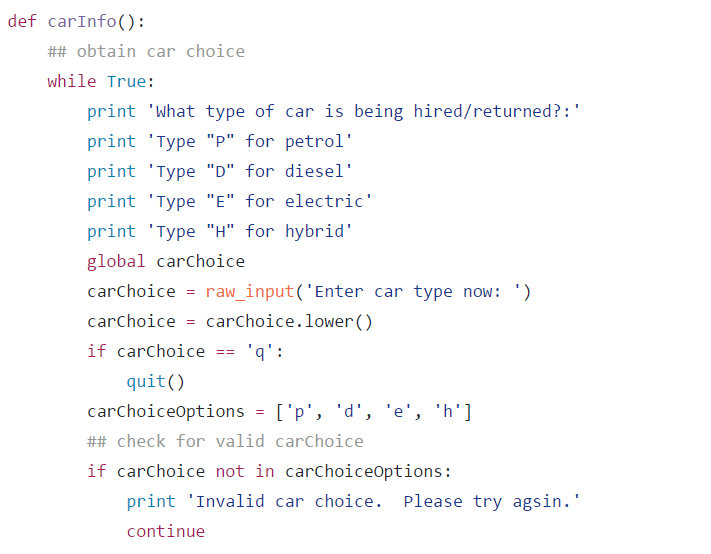 def carInfo():
    ## obtain car choice
    while True:
        print 'What type of car is being hired/returned?:'
        print 'Type "P" for petrol'
        print 'Type "D" for diesel'
        print 'Type "E" for electric'
        print 'Type "H" for hybrid'
        global carChoice
        carChoice = raw_input('Enter car type now: ')
        carChoice = carChoice.lower()
        if carChoice == 'q':
            quit()
        carChoiceOptions = ['p', 'd', 'e', 'h']
        ## check for valid carChoice
        if carChoice not in carChoiceOptions:
            print 'Invalid car choice.  Please try agsin.'
            continue